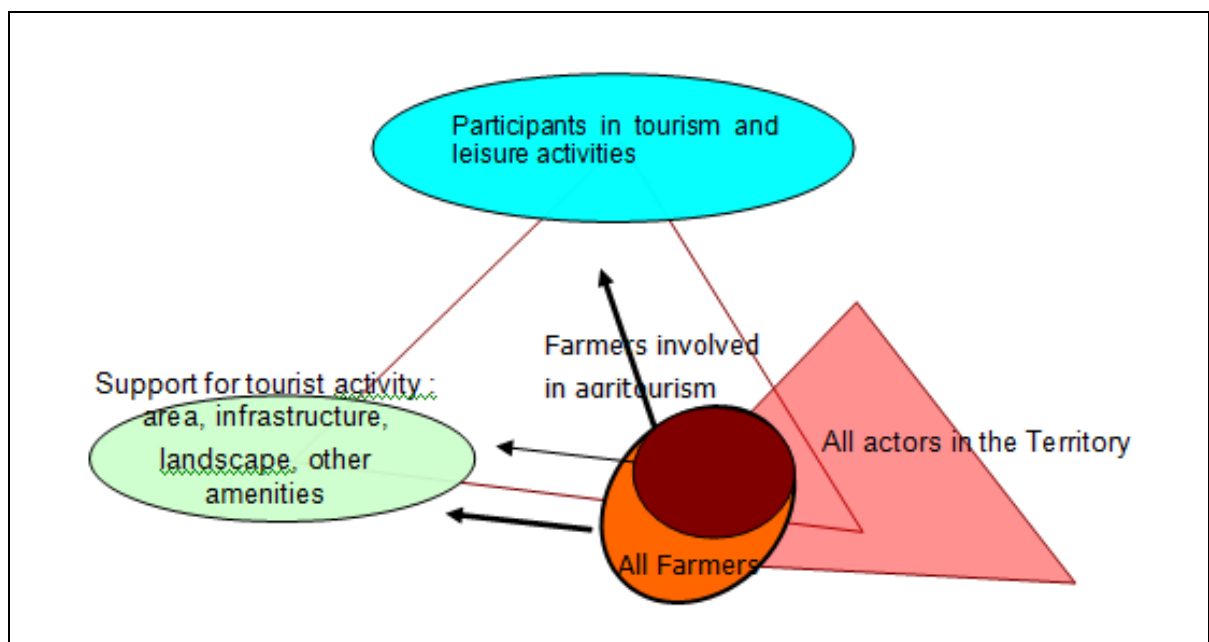 Participants in tourism and
leisure activities
Farmers involved
in agritourism
Support for tourist activity :
area, infrastructure,
landscape, other
amenities
All actors in the Territory
All Farmers